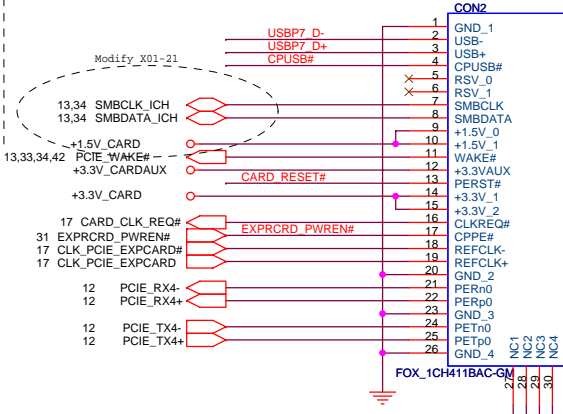 CON2
1 GND_1
USBP7_D- 2 USB-
USBP7_D+ 3 USB+
CPUSB# 4 CPUSB#
Modify X01-21
5 RSV_0
6 RSV_1
13,34 SMBCLK_ICH 7 SMBCLK
13,34 SMBDATA_ICH 8 SMBDATA
9 +1.5V_0
+1.5V_CARD 10 +1.5V_1
13,33,34,42 PCIE_WAKE# 11 WAKE#
+3.3V_CARDAUX 12 +3.3VAUX
CARD_RESET# 13 PERST#
+3.3V_CARD 14 +3.3V_1
15 +3.3V_2
17 CARD_CLK_REQ# 16 CLKREQ#
31 EXPRCRD_PWREN# EXPRCRD_PWREN# 17 CPPE#
17 CLK_PCIE_EXPCARD# 18 REFCLK-
17 CLK_PCIE_EXPCARD 19 REFCLK+
20 GND_2
12 PCIE_RX4- 21 PERn0
12 PCIE_RX4+ 22 PERp0
23 GND_3
12 PCIE_TX4- 24 PETn0
12 PCIE_TX4+ 25 PETp0
26 GND_4
NC1 NC2 NC3 NC4
FOX_1CH411BAC-GM
27 28 29 30